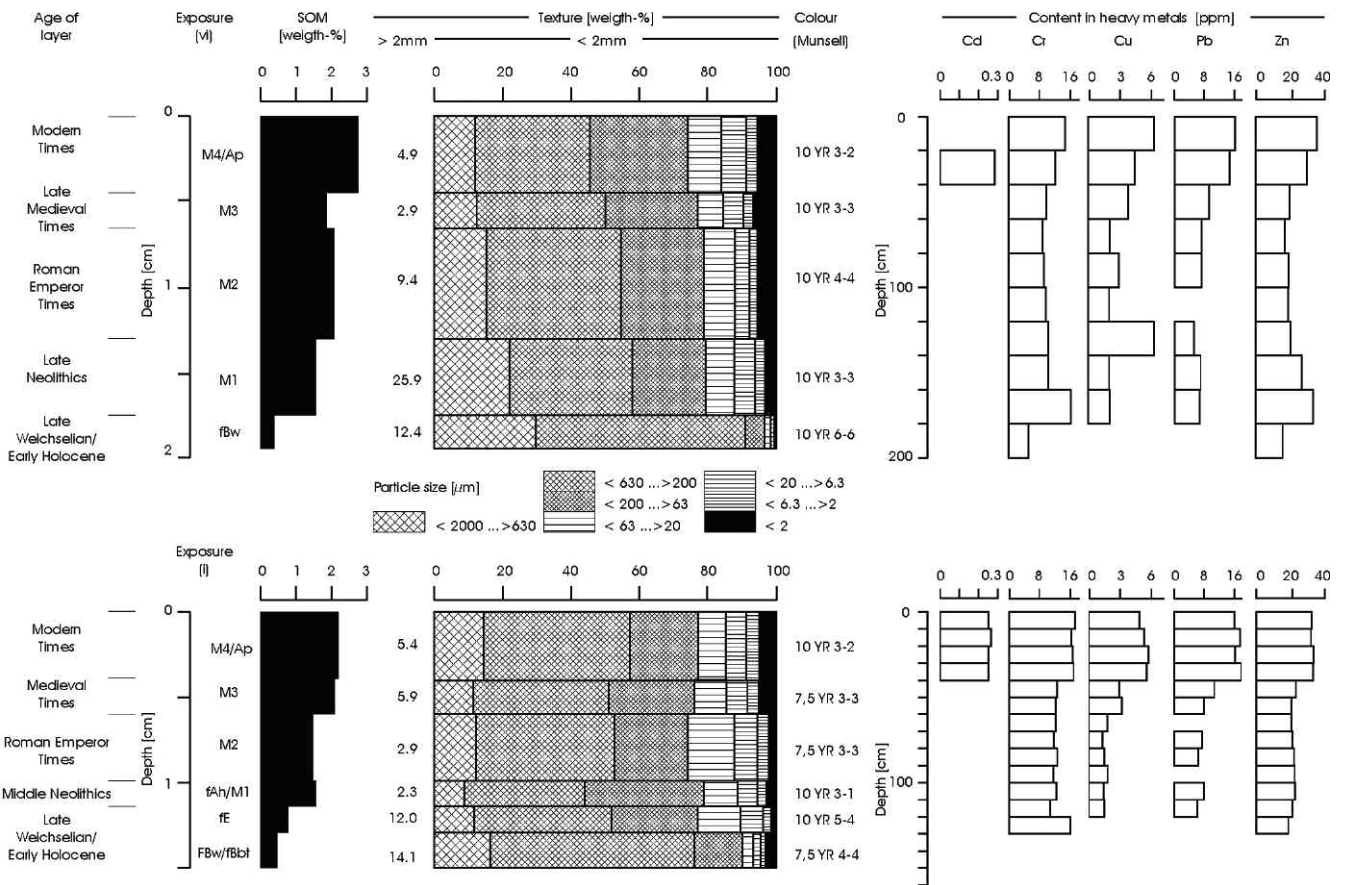 Age of layer Exposure (vi) SOM [weigth-%] Texture [weigth-%] Colour (Munsell) Content in heavy metals [ppm]
> 2mm < 2mm Cd Cr Cu Pb Zn
0 1 2 3 0 20 40 60 80 100 0 0.3 0 8 16 0 3 6 0 8 16 0 20 40
Depth [cm] 0 1 2
Modern Times M4/Ap 4.9 10 YR 3-2
Late Medieval Times M3 2.9 10 YR 3-3
Roman Emperor Times M2 9.4 10 YR 4-4
Late Neolithics M1 25.9 10 YR 3-3
Late Weichselian/ Early Holocene fBw 12.4 10 YR 6-6
Depth [cm] 0 100 200
Particle size [μm]
< 2000 ...>630
< 630 ...>200
< 200 ...>63
< 63 ...>20
< 20 ...>6.3
< 6.3 ...>2
< 2
Exposure (i)
0 1 2 3 0 20 40 60 80 100 0 0.3 0 8 16 0 3 6 0 8 16 0 20 40
Depth [cm] 0 1
Modern Times M4/Ap 5.4 10 YR 3-2
Medieval Times M3 5.9 7,5 YR 3-3
Roman Emperor Times M2 2.9 7,5 YR 3-3
Middle Neolithics fAh/M1 2.3 10 YR 3-1
Late Weichselian/ Early Holocene fE 12.0 10 YR 5-4
FBw/fBbt 14.1 7,5 YR 4-4
Depth [cm] 0 100